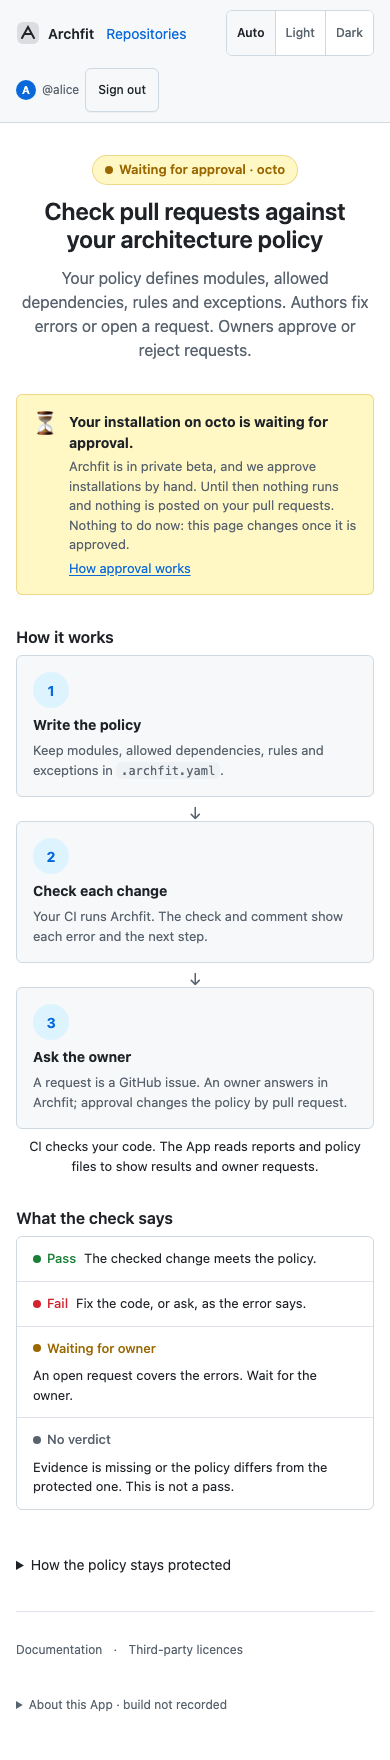 Archfit Repositories Auto Light Dark
A @alice Sign out
Waiting for approval · octo
Check pull requests against
your architecture policy
Your policy defines modules, allowed
dependencies, rules and exceptions. Authors fix
errors or open a request. Owners approve or
reject requests.
Your installation on octo is waiting for
approval.
Archfit is in private beta, and we approve
installations by hand. Until then nothing runs
and nothing is posted on your pull requests.
Nothing to do now: this page changes once it is
approved.
How approval works
How it works
1
Write the policy
Keep modules, allowed dependencies, rules and
exceptions in .archfit.yaml.
↓
2
Check each change
Your CI runs Archfit. The check and comment show
each error and the next step.
↓
3
Ask the owner
A request is a GitHub issue. An owner answers in
Archfit; approval changes the policy by pull request.
CI checks your code. The App reads reports and policy
files to show results and owner requests.
What the check says
Pass The checked change meets the policy.
Fail Fix the code, or ask, as the error says.
Waiting for owner
An open request covers the errors. Wait for the
owner.
No verdict
Evidence is missing or the policy differs from the
protected one. This is not a pass.
How the policy stays protected
Documentation · Third-party licences
About this App · build not recorded